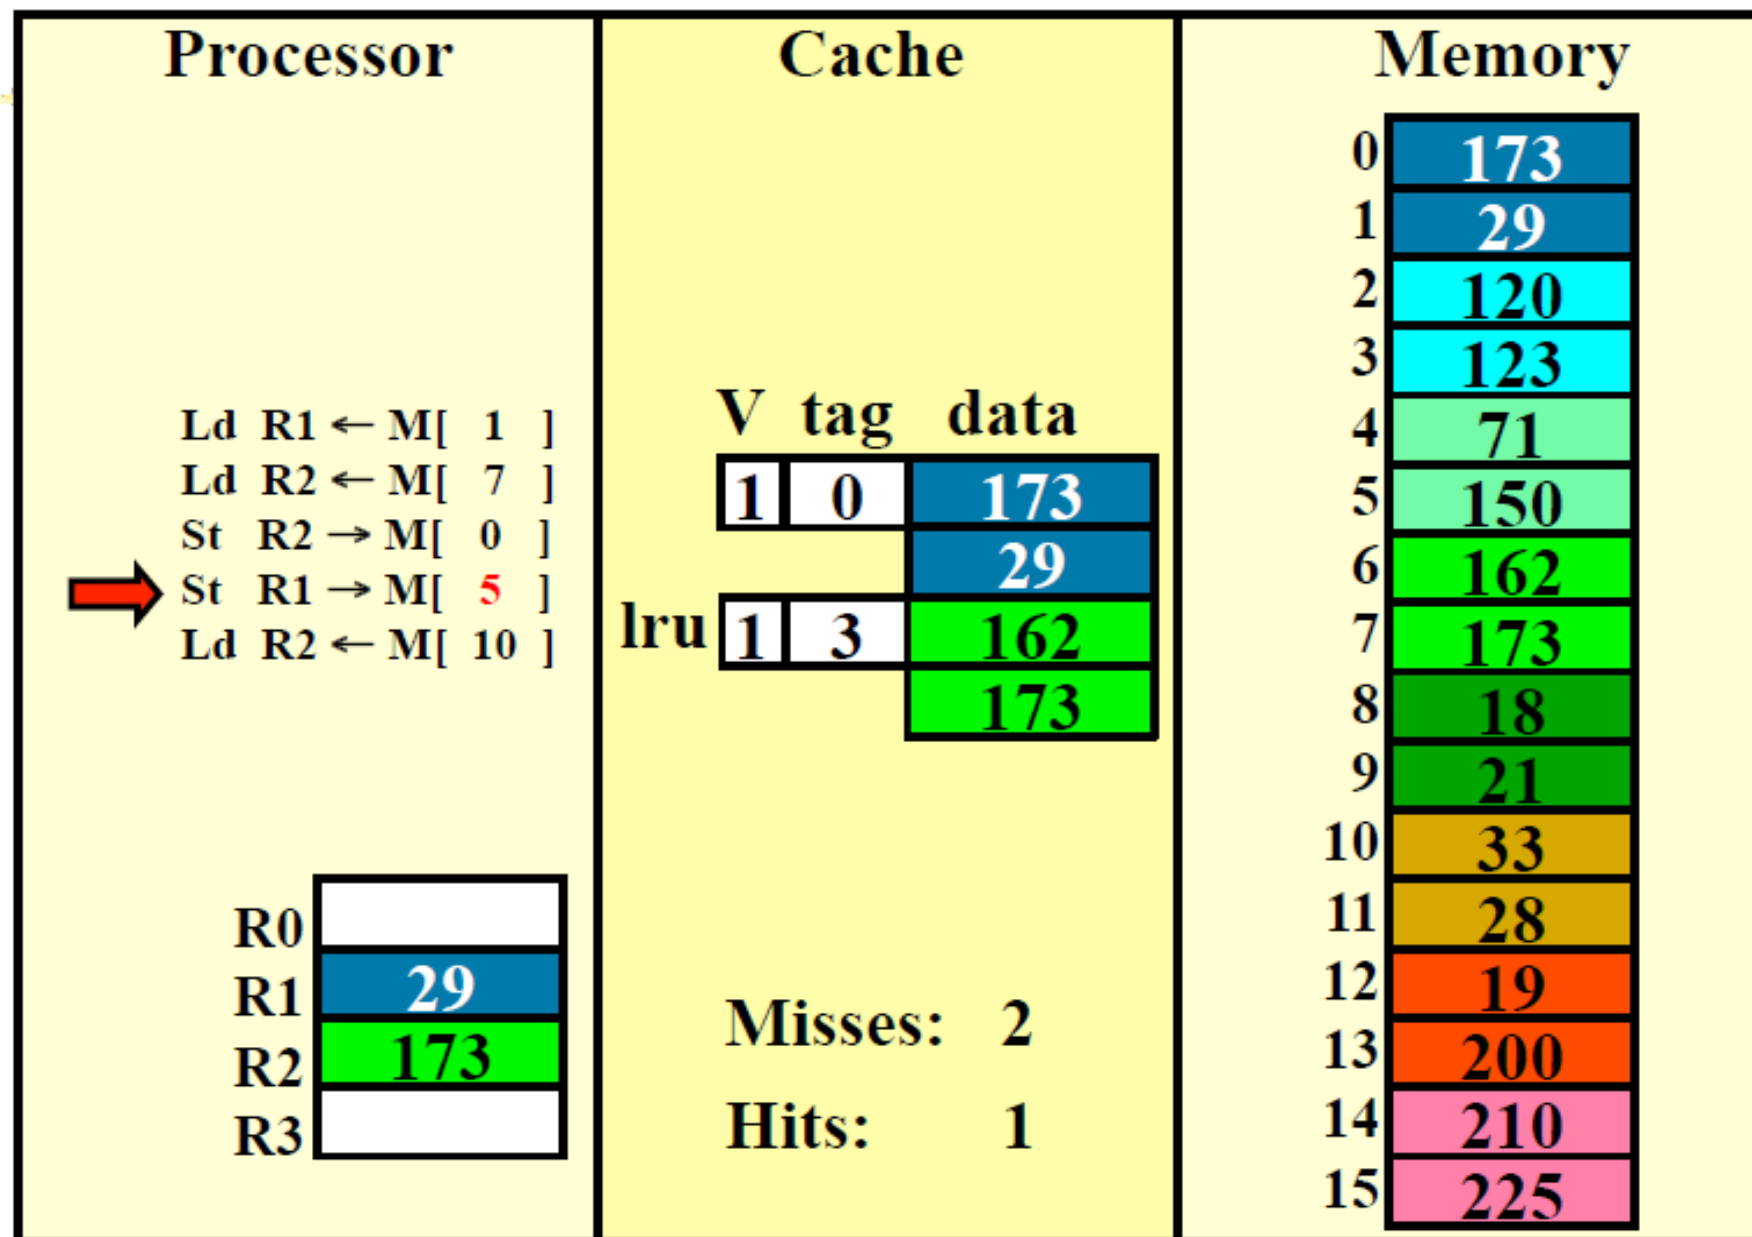 Processor
Ld R1 ← M[ 1 ]
Ld R2 ← M[ 7 ]
St R2 → M[ 0 ]
St R1 → M[ 5 ]
Ld R2 ← M[ 10 ]
R0
R1 29
R2 173
R3
Cache
V tag data
1 0 173
29
lru 1 3 162
173
Misses: 2
Hits: 1
Memory
0 173
1 29
2 120
3 123
4 71
5 150
6 162
7 173
8 18
9 21
10 33
11 28
12 19
13 200
14 210
15 225